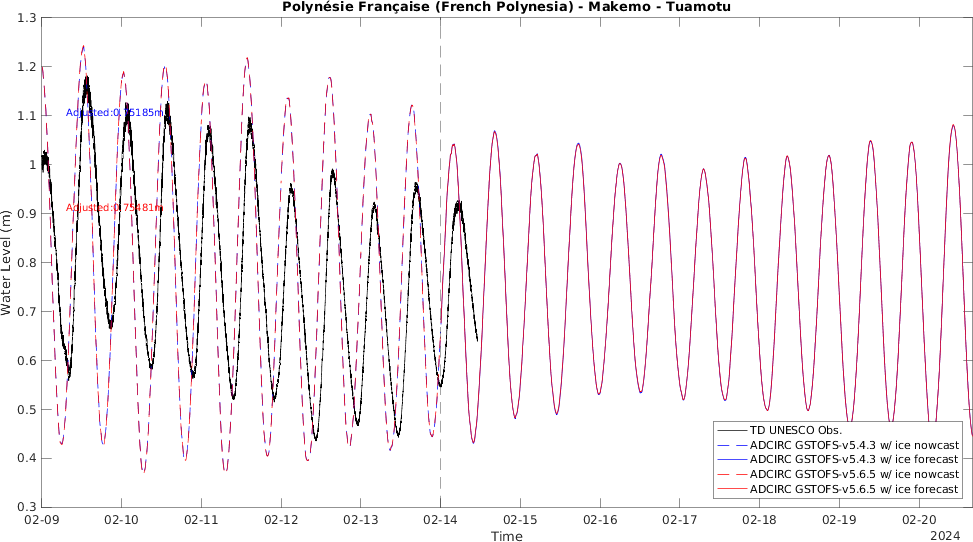 Polynésie Française (French Polynesia) - Makemo - Tuamotu
1.3
1.2
1.1
1
0.9
0.8
0.7
0.6
0.5
0.4
0.3
Water Level (m)
Adjusted:0.75185m
Adjusted:0.75481m
TD UNESCO Obs.
ADCIRC GSTOFS-v5.4.3 w/ ice nowcast
ADCIRC GSTOFS-v5.4.3 w/ ice forecast
ADCIRC GSTOFS-v5.6.5 w/ ice nowcast
ADCIRC GSTOFS-v5.6.5 w/ ice forecast
02-09 02-10 02-11 02-12 02-13 02-14 02-15 02-16 02-17 02-18 02-19 02-20
Time
2024